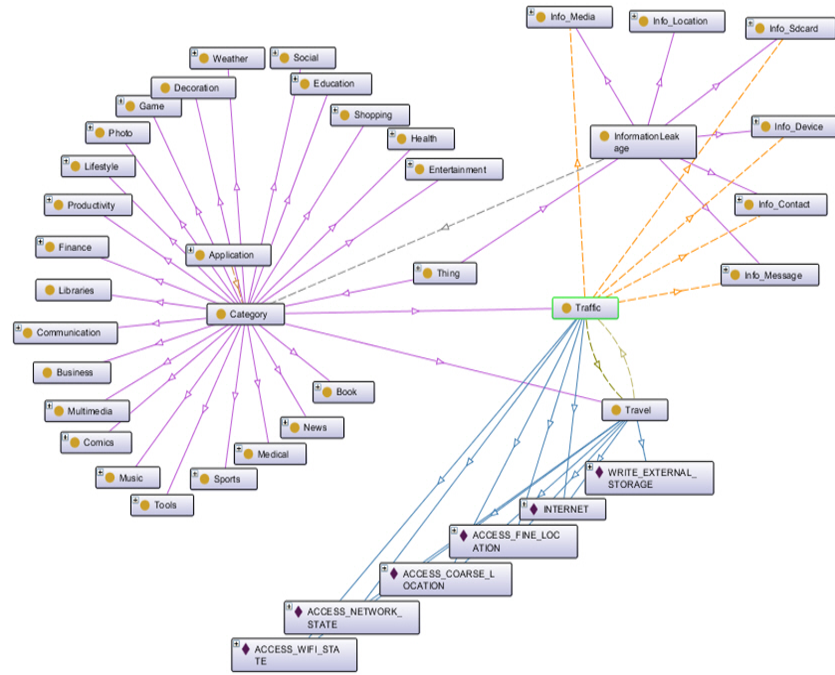 Info_Media
Info_Location
Info_Sdcard
Weather
Social
Decoration
Education
Game
Shopping
Photo
Health
Info_Device
InformationLeak
age
Lifestyle
Entertainment
Productivity
Info_Contact
Finance
Application
Thing
Info_Message
Libraries
Category
Traffic
Communication
Business
Book
Multimedia
Travel
News
Comics
Medical
Music
Sports
WRITE_EXTERNAL_
STORAGE
Tools
INTERNET
ACCESS_FINE_LOC
ATION
ACCESS_COARSE_L
OCATION
ACCESS_NETWORK_
STATE
ACCESS_WIFI_STA
TE